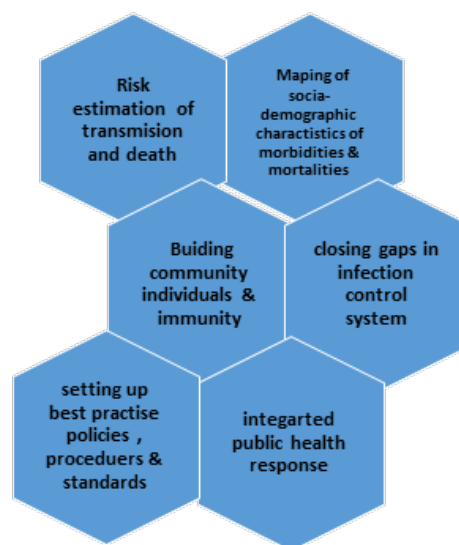 Risk
estimation of
transmision
and death
Maping of
socia-
demographic
charactistics of
morbidities &
mortalities
Buiding
community
individuals &
immunity
closing gaps in
infection
control
system
setting up
best practise
policies ,
proceduers &
standards
integarted
public health
response